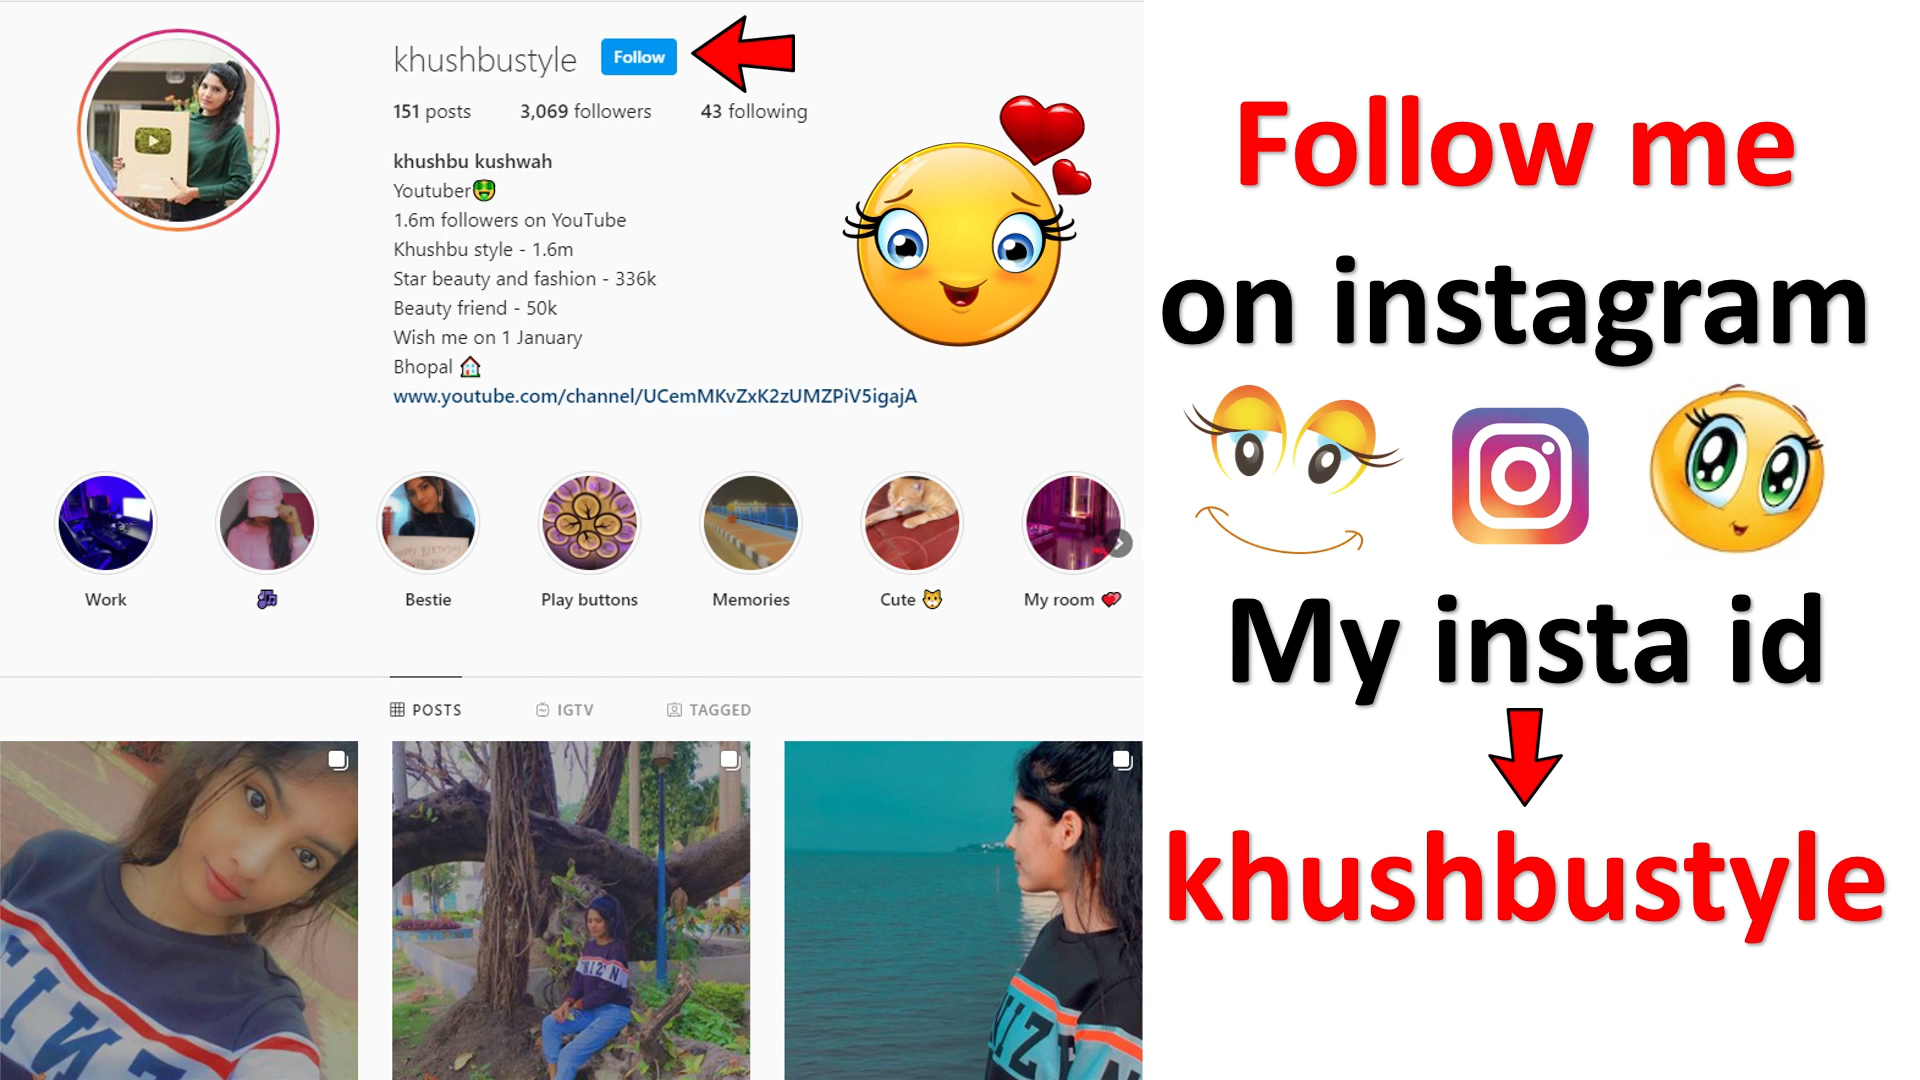 khushbustyle Follow
151 posts 3,069 followers 43 following
khushbu kushwah
Youtuber🤑
1.6m followers on YouTube
Khushbu style - 1.6m
Star beauty and fashion - 336k
Beauty friend - 50k
Wish me on 1 January
Bhopal 🏠
www.youtube.com/channel/UCemMKvZxK2zUMZPiV5igajA
Work 🎶 Bestie Play buttons Memories Cute 🐱 My room 💕
POSTS IGTV TAGGED
Follow me
on instagram
My insta id
khushbustyle